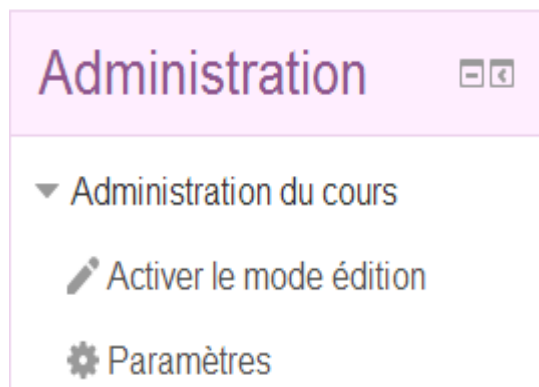 Administration
Administration du cours
Activer le mode édition
Paramètres